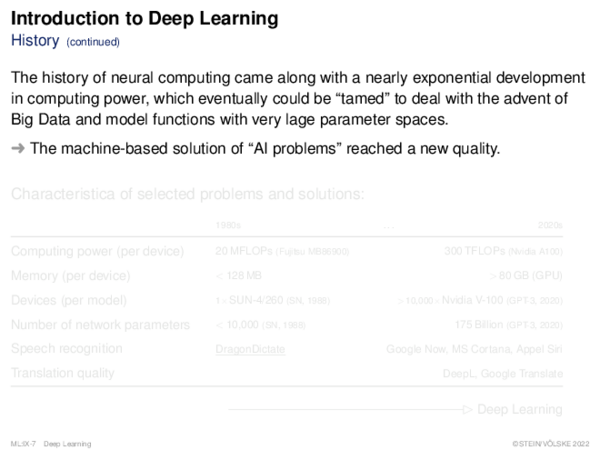 Introduction to Deep Learning
History (continued)
The history of neural computing came along with a nearly exponential development
in computing power, which eventually could be “tamed” to deal with the advent of
Big Data and model functions with very lage parameter spaces.
➜ The machine-based solution of “AI problems” reached a new quality.
Characteristica of selected problems and solutions:
1980s ... 2020s
Computing power (per device) 20 MFLOPs (Fujitsu MB86900) 300 TFLOPs (Nvidia A100)
Memory (per device) < 128 MB > 80 GB (GPU)
Devices (per model) 1× SUN-4/260 (SN, 1988) > 10,000× Nvidia V-100 (GPT-3, 2020)
Number of network parameters < 10,000 (SN, 1988) 175 Billion (GPT-3, 2020)
Speech recognition DragonDictate Google Now, MS Cortana, Appel Siri
Translation quality DeepL, Google Translate
Deep Learning
ML:IX-7 Deep Learning ©STEIN/VÖLSKE 2022